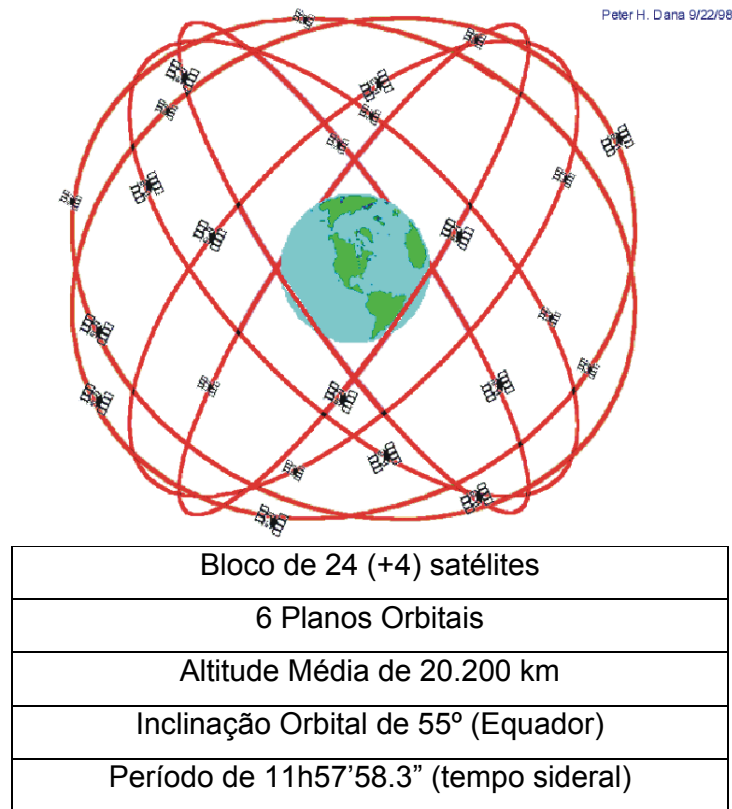 Peter H. Dana 9/22/98
Bloco de 24 (+4) satélites
6 Planos Orbitais
Altitude Média de 20.200 km
Inclinação Orbital de 55º (Equador)
Período de 11h57'58.3” (tempo sideral)